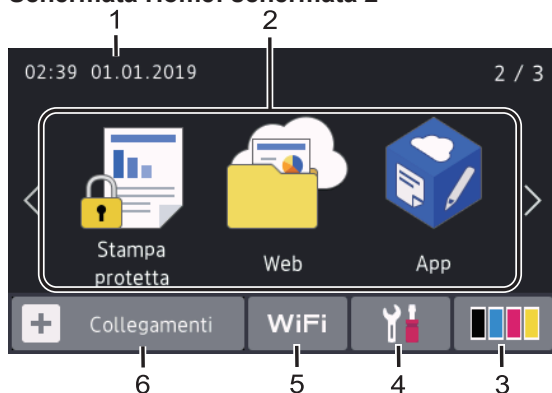 Schermata Home: schermata 2
1 2
02:39 01.01.2019 2 / 3
Stampa
protetta
Web
App
Collegamenti
WiFi
6 5 4 3